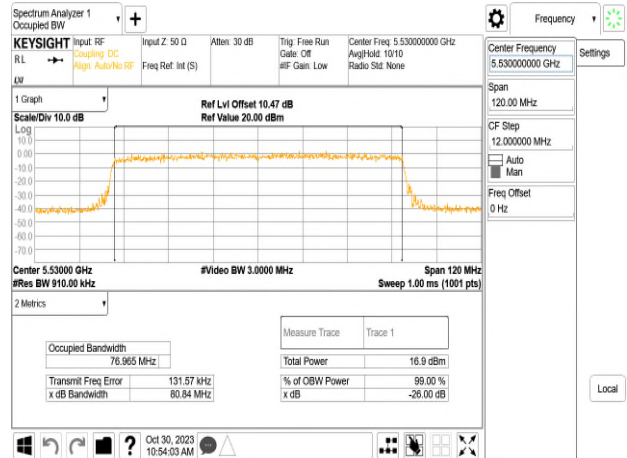 Spectrum Analyzer 1
Occupied BW
Frequency
KEYSIGHT
Input: RF
Coupling: DC
Align: Auto/No RF
Input Z: 50 Ω
Freq Ref: Int (S)
Atten: 30 dB
Trig: Free Run
Gate: Off
#IF Gain: Low
Center Freq: 5.530000000 GHz
Avg|Hold: 10/10
Radio Std: None
RL
LXI
Center Frequency
5.530000000 GHz
Settings
Span
120.00 MHz
CF Step
12.000000 MHz
Auto
Man
Freq Offset
0 Hz
Local
1 Graph
Scale/Div 10.0 dB
Ref Lvl Offset 10.47 dB
Ref Value 20.00 dBm
Log
10.0
0.00
-10.0
-20.0
-30.0
-40.0
-50.0
-60.0
-70.0
Center 5.53000 GHz
#Video BW 3.0000 MHz
Span 120 MHz
#Res BW 910.00 kHz
Sweep 1.00 ms (1001 pts)
2 Metrics
Measure Trace Trace 1
Occupied Bandwidth
76.965 MHz
Total Power 16.9 dBm
Transmit Freq Error 131.57 kHz
% of OBW Power 99.00 %
x dB Bandwidth 80.84 MHz
x dB -26.00 dB
?
Oct 30, 2023
10:54:03 AM